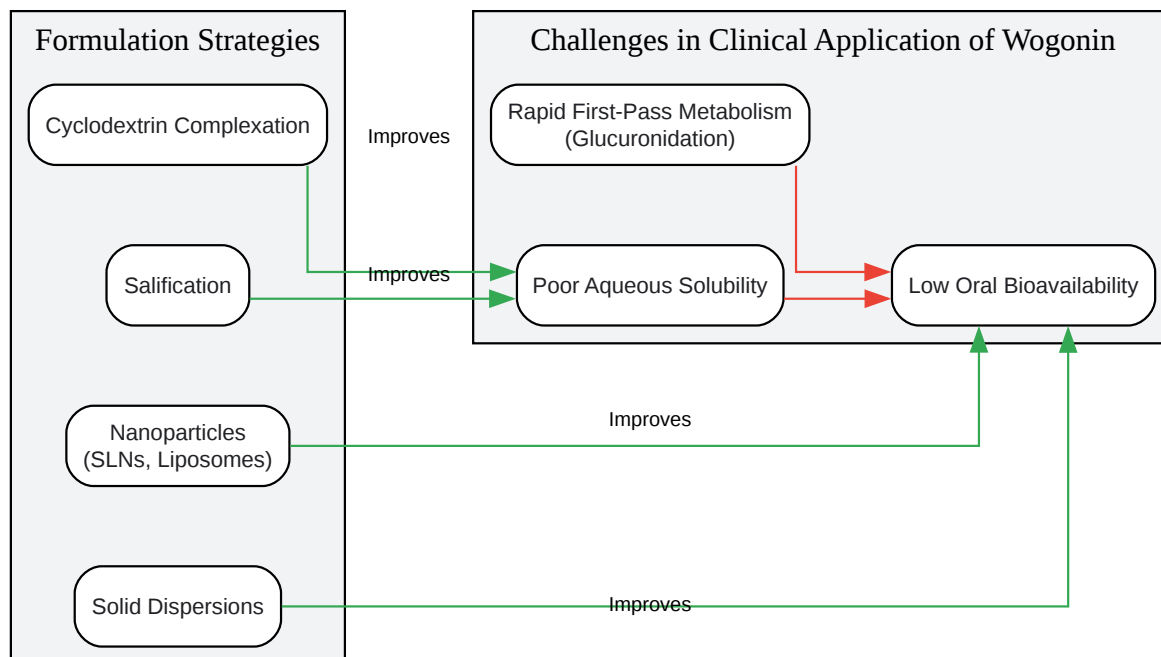 Formulation Strategies
Cyclodextrin Complexation
Salification
Nanoparticles
(SLNs, Liposomes)
Solid Dispersions
Improves
Improves
Improves
Improves
Challenges in Clinical Application of Wogonin
Rapid First-Pass Metabolism
(Glucuronidation)
Poor Aqueous Solubility
Low Oral Bioavailability